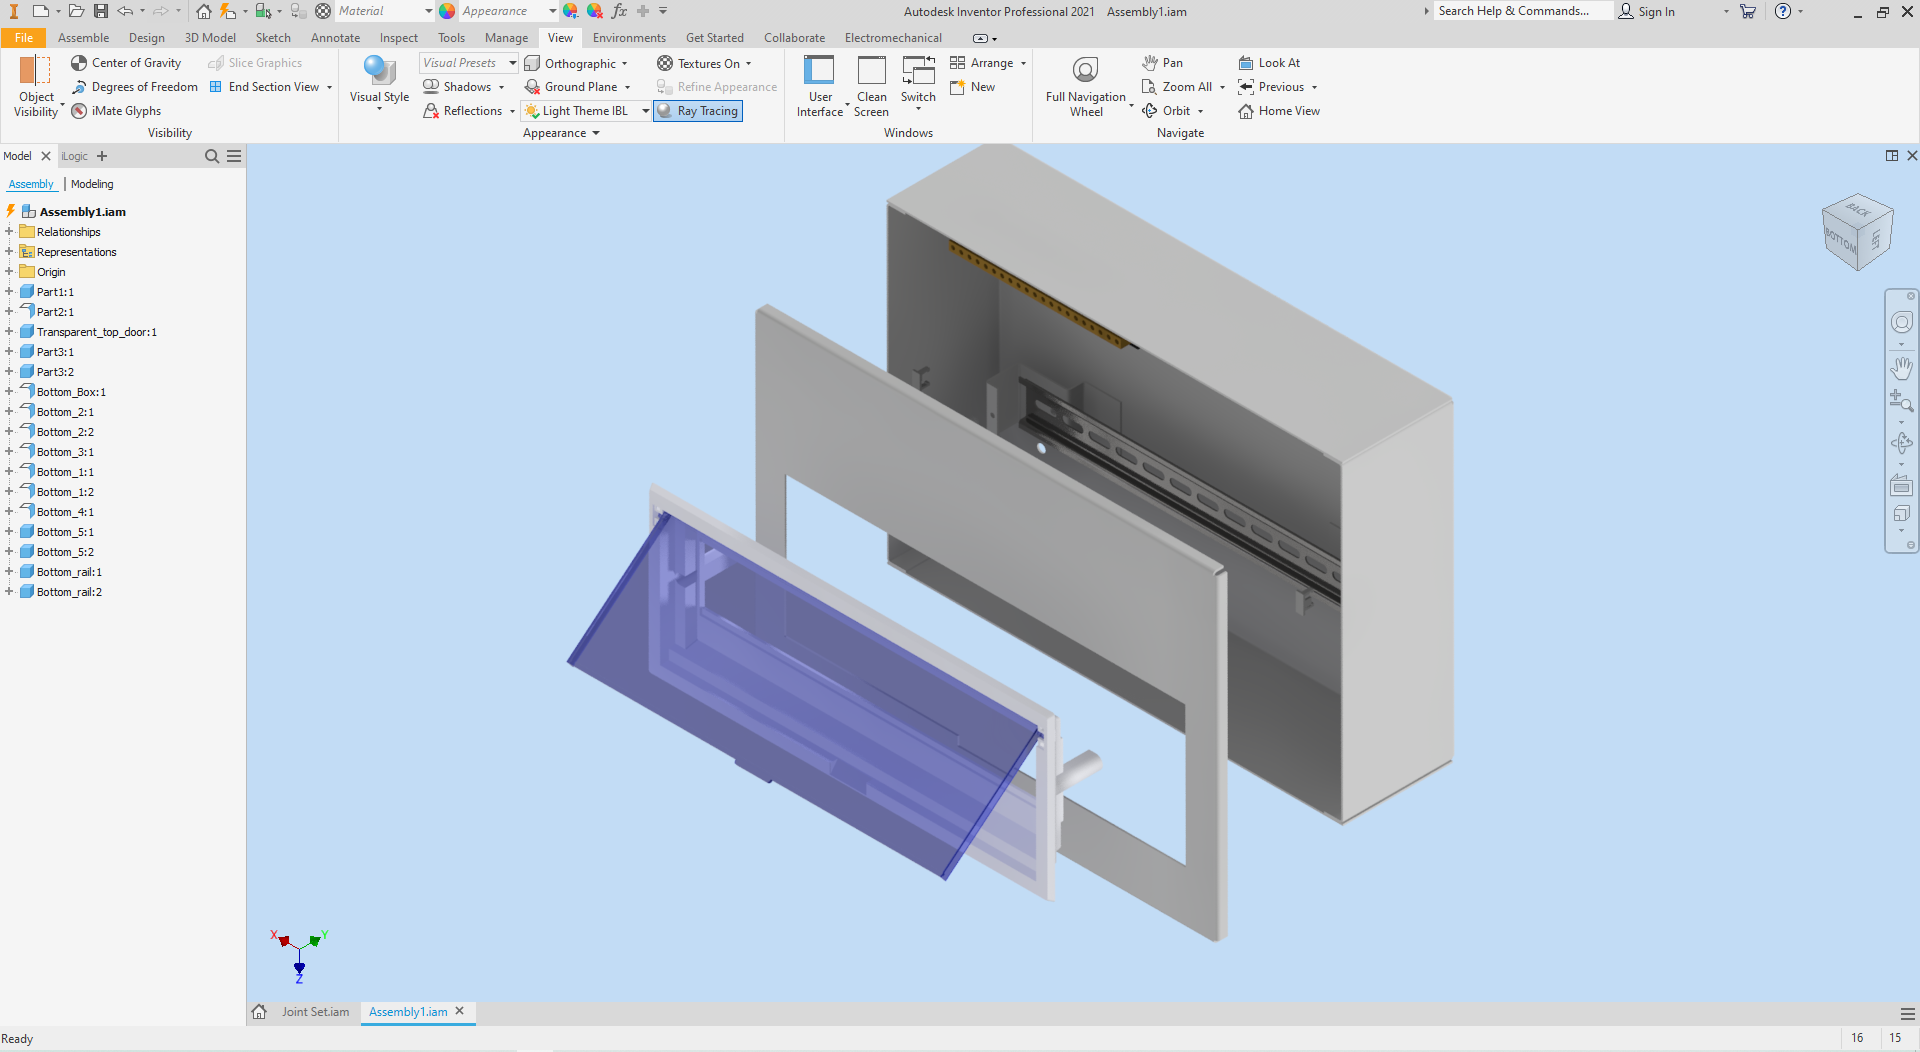 Material
Appearance
fx
Autodesk Inventor Professional 2021 Assembly1.iam
Search Help & Commands...
Sign In
File Assemble Design 3D Model Sketch Annotate Inspect Tools Manage View Environments Get Started Collaborate Electromechanical
Object Visibility
Center of Gravity
Degrees of Freedom
iMate Glyphs
Slice Graphics
End Section View
Visibility
Visual Style
Visual Presets
Shadows
Reflections
Orthographic
Ground Plane
Light Theme IBL
Textures On
Refine Appearance
Ray Tracing
Appearance
User Interface
Clean Screen
Switch
Arrange
New
Windows
Full Navigation Wheel
Pan
Zoom All
Orbit
Look At
Previous
Home View
Navigate
Model
iLogic
Assembly | Modeling
Assembly1.iam
Relationships
Representations
Origin
Part1:1
Part2:1
Transparent_top_door:1
Part3:1
Part3:2
Bottom_Box:1
Bottom_2:1
Bottom_2:2
Bottom_3:1
Bottom_1:1
Bottom_1:2
Bottom_4:1
Bottom_5:1
Bottom_5:2
Bottom_rail:1
Bottom_rail:2
BACK
BOTTOM
LEFT
X
Y
Z
Joint Set.iam
Assembly1.iam
Ready
16
15